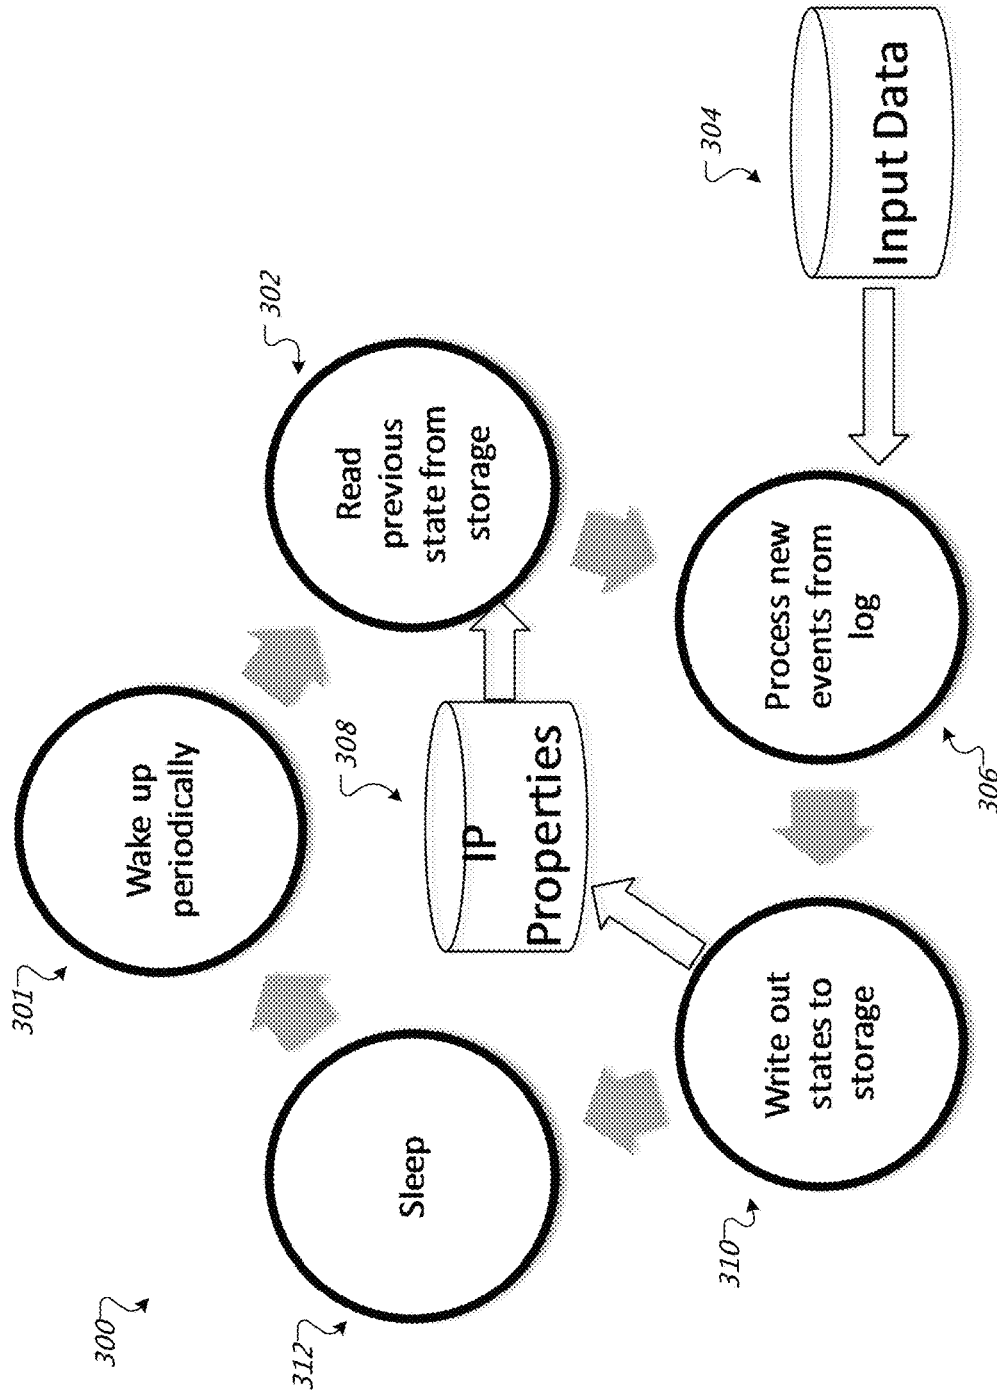 300
301
Wake up
periodically
302
Read
previous
state from
storage
304
Input Data
306
Process new
events from
log
308
IP
Properties
310
Write out
states to
storage
312
Sleep